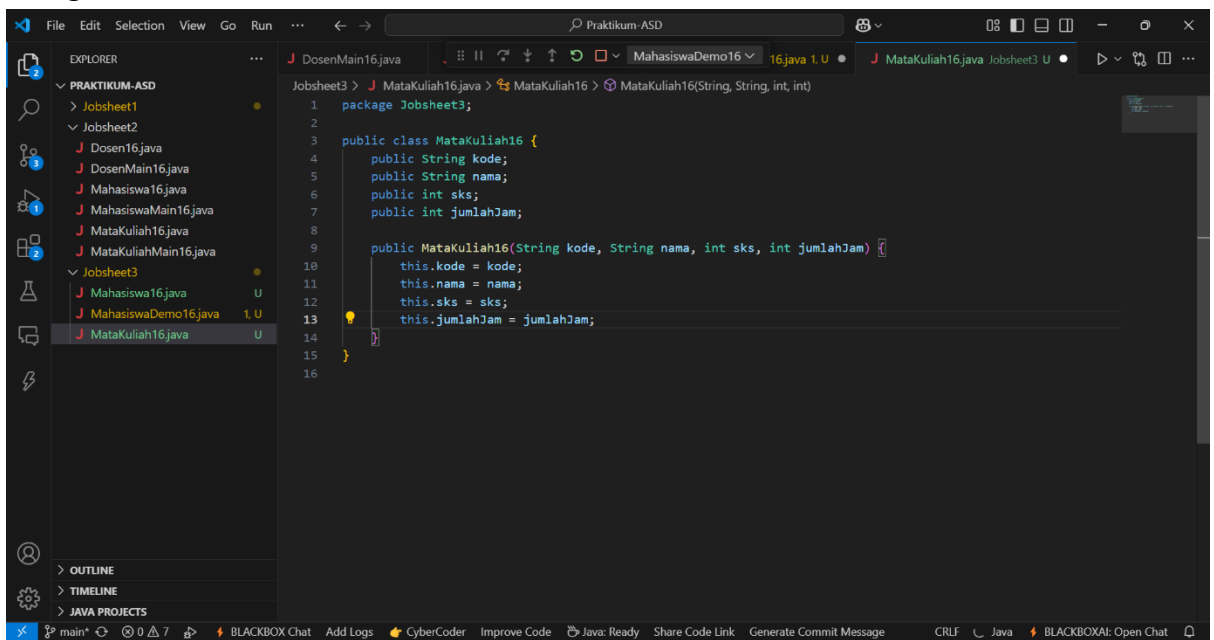 File Edit Selection View Go Run ··· Praktikum-ASD
EXPLORER ···
DosenMain16.java MahasiswaDemo16 16.java 1, U MataKuliah16.java Jobsheet3 U
PRAKTIKUM-ASD
Jobsheet3 > MataKuliah16.java > MataKuliah16 > MataKuliah16(String, String, int, int)
Jobsheet1
Jobsheet2
Dosen16.java
DosenMain16.java
Mahasiswa16.java
MahasiswaMain16.java
MataKuliah16.java
MataKuliahMain16.java
Jobsheet3
Mahasiswa16.java U
MahasiswaDemo16.java 1, U
MataKuliah16.java U
1 package Jobsheet3;
2
3 public class MataKuliah16 {
4 public String kode;
5 public String nama;
6 public int sks;
7 public int jumlahJam;
8
9 public MataKuliah16(String kode, String nama, int sks, int jumlahJam) {
10 this.kode = kode;
11 this.nama = nama;
12 this.sks = sks;
13 this.jumlahJam = jumlahJam;
14 }
15 }
16
2
3
1
2
OUTLINE
TIMELINE
JAVA PROJECTS
main* 0 7 BLACKBOX Chat Add Logs CyberCoder Improve Code Java: Ready Share Code Link Generate Commit Message CRLF Java BLACKBOXAI: Open Chat